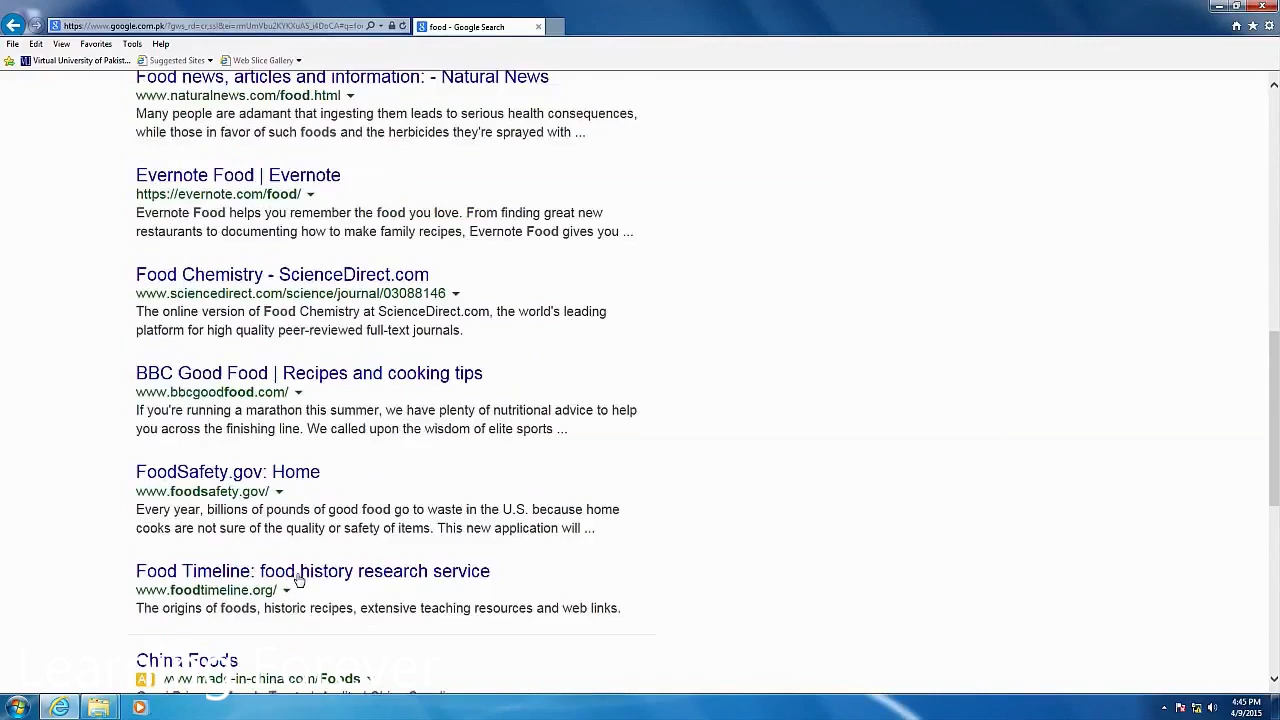 https://www.google.com.pk/?gws_rd=cr,ssl&ei=rmUmVbu2KYKXuAS_i4DoCA#q=fo
food - Google Search
File Edit View Favorites Tools Help
Virtual University of Pakist...
Suggested Sites
Web Slice Gallery
Food news, articles and information: - Natural News
www.naturalnews.com/food.html
Many people are adamant that ingesting them leads to serious health consequences,
while those in favor of such foods and the herbicides they're sprayed with ...
Evernote Food | Evernote
https://evernote.com/food/
Evernote Food helps you remember the food you love. From finding great new
restaurants to documenting how to make family recipes, Evernote Food gives you ...
Food Chemistry - ScienceDirect.com
www.sciencedirect.com/science/journal/03088146
The online version of Food Chemistry at ScienceDirect.com, the world's leading
platform for high quality peer-reviewed full-text journals.
BBC Good Food | Recipes and cooking tips
www.bbcgoodfood.com/
If you're running a marathon this summer, we have plenty of nutritional advice to help
you across the finishing line. We called upon the wisdom of elite sports ...
FoodSafety.gov: Home
www.foodsafety.gov/
Every year, billions of pounds of good food go to waste in the U.S. because home
cooks are not sure of the quality or safety of items. This new application will ...
Food Timeline: food history research service
www.foodtimeline.org/
The origins of foods, historic recipes, extensive teaching resources and web links.
China Foods
www.made-in-china.com/Foods
Learning Forever
4:45 PM
4/9/2015